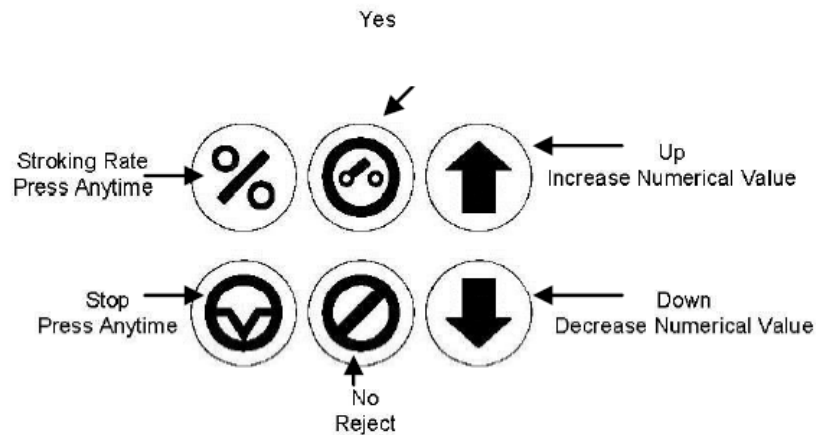 Yes
Stroking Rate
Press Anytime
%
Up
Increase Numerical Value
Stop
Press Anytime
Down
Decrease Numerical Value
No
Reject